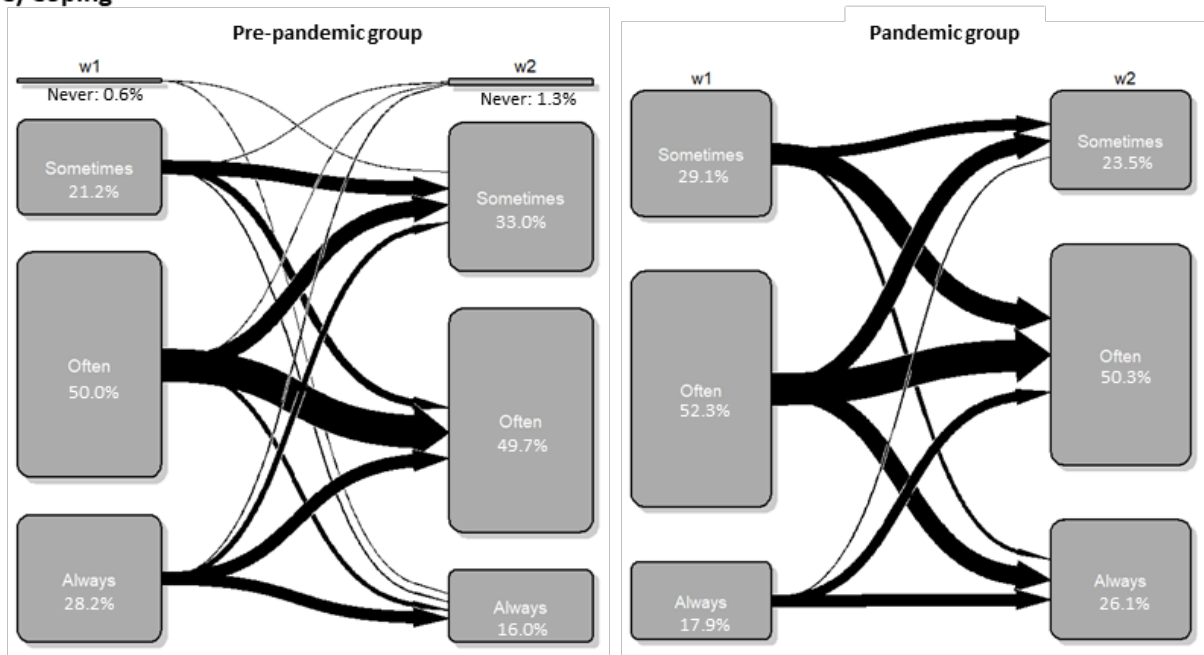 Coping
Pre-pandemic group
w1
w2
Never: 0.6%
Never: 1.3%
Sometimes
21.2%
Sometimes
33.0%
Often
50.0%
Often
49.7%
Always
28.2%
Always
16.0%
Pandemic group
w1
w2
Sometimes
29.1%
Sometimes
23.5%
Often
52.3%
Often
50.3%
Always
17.9%
Always
26.1%